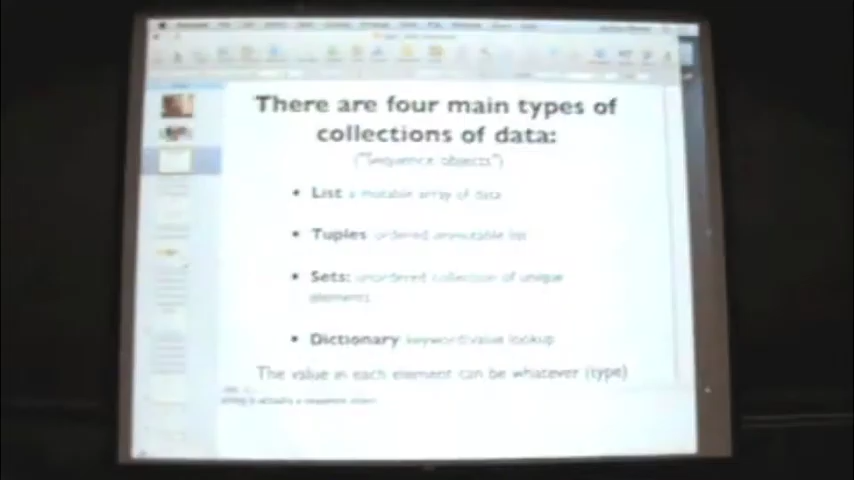 There are four main types of
collections of data:
("Sequence objects")
• List a mutable array of data
• Tuples ordered immutable list
• Sets: unordered collection of unique
elements
• Dictionary keyword/value lookup
The value in each element can be whatever (type)